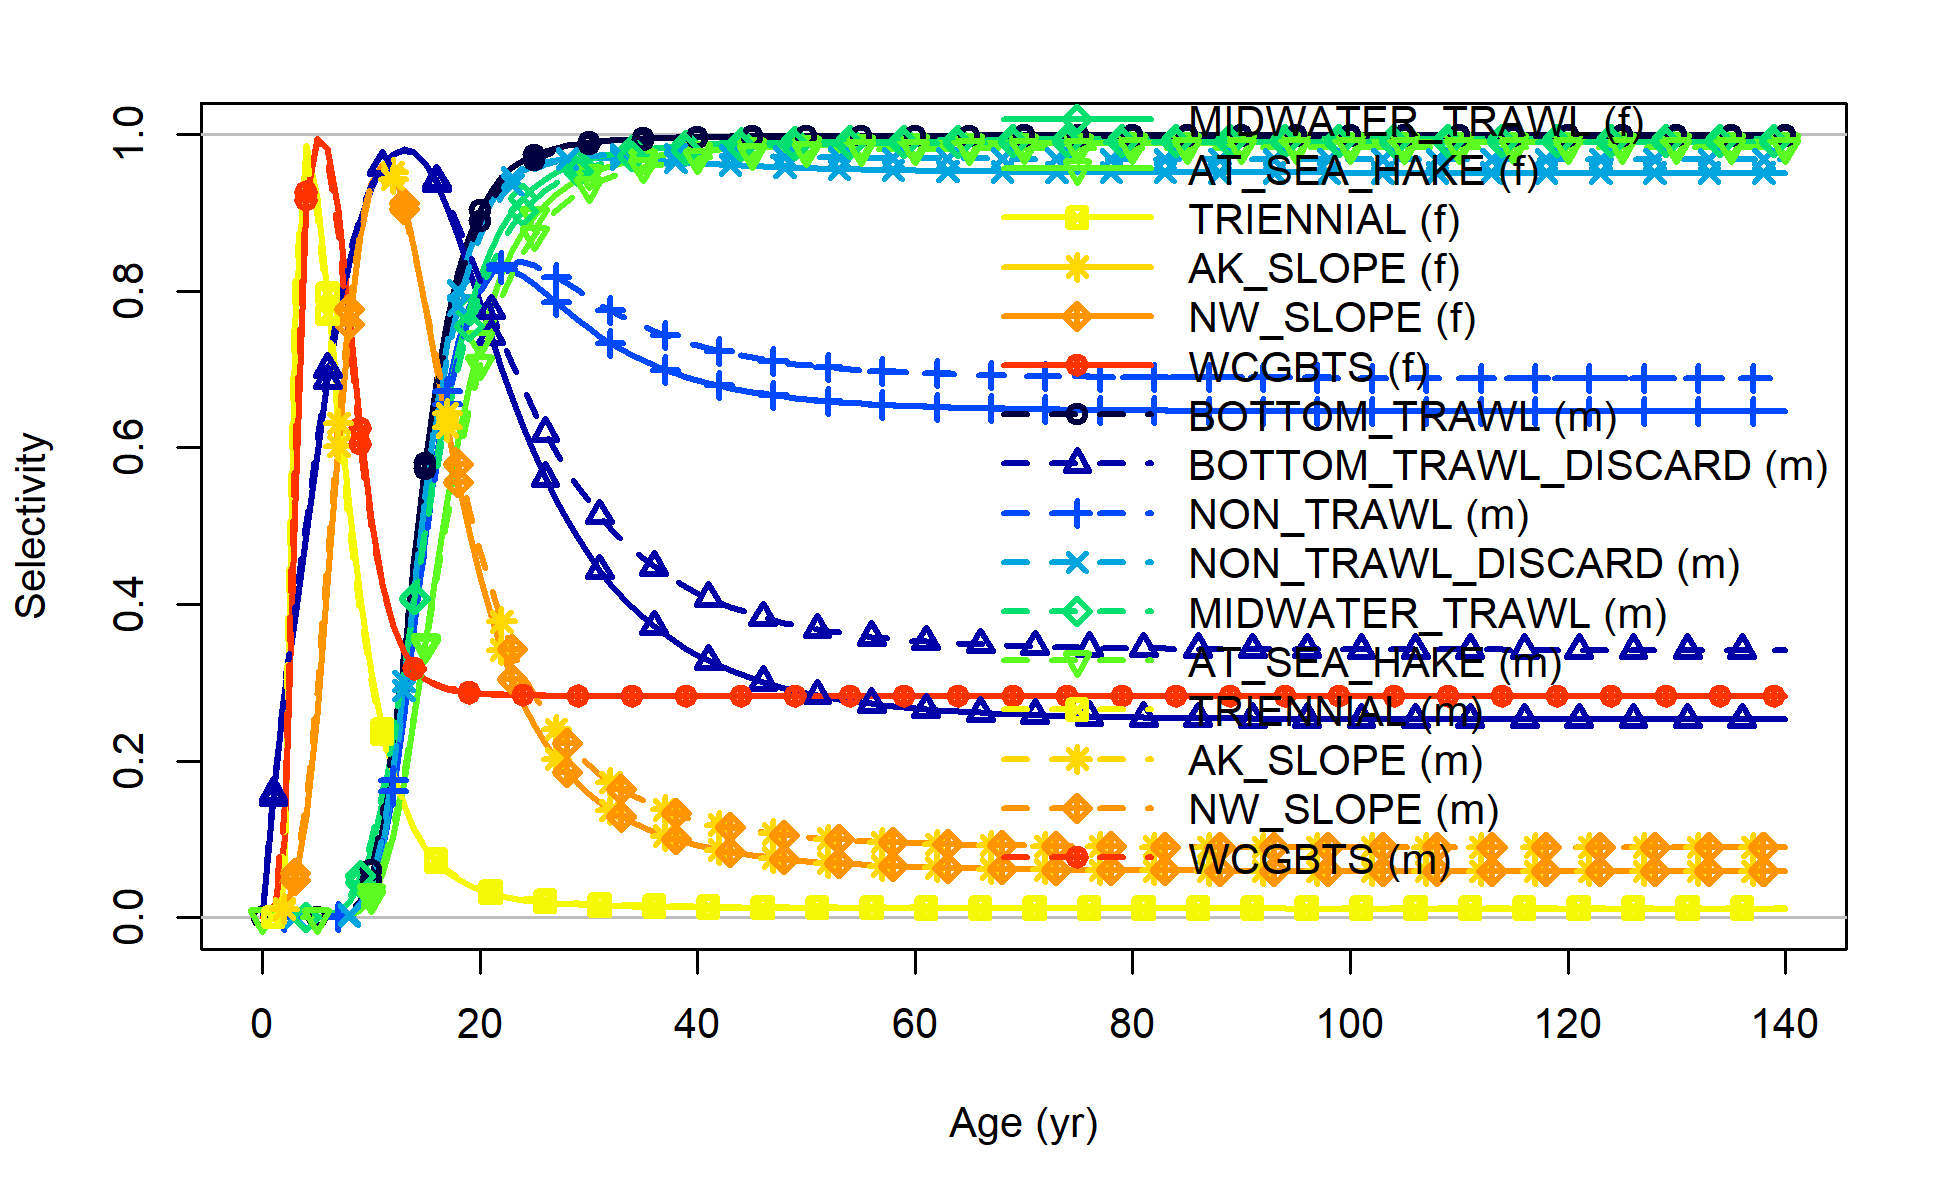 MIDWATER_TRAWL (f)
AT_SEA_HAKE (f)
TRIENNIAL (f)
AK_SLOPE (f)
NW_SLOPE (f)
WCGBTS (f)
BOTTOM_TRAWL (m)
BOTTOM_TRAWL_DISCARD (m)
NON_TRAWL (m)
NON_TRAWL_DISCARD (m)
MIDWATER_TRAWL (m)
AT_SEA_HAKE (m)
TRIENNIAL (m)
AK_SLOPE (m)
NW_SLOPE (m)
WCGBTS (m)
1.0
0.8
0.6
0.4
0.2
0.0
Selectivity
0 20 40 60 80 100 120 140
Age (yr)